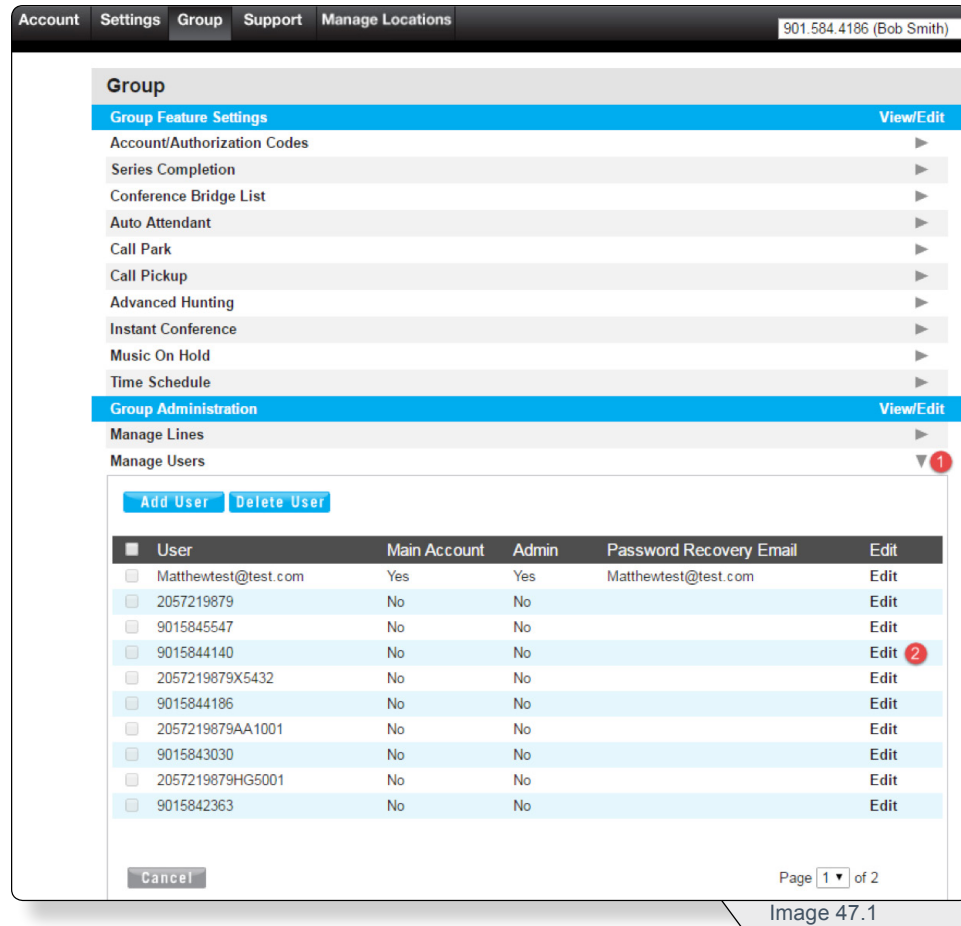 Account Settings Group Support Manage Locations
901.584.4186 (Bob Smith)
Group
Group Feature Settings View/Edit
Account/Authorization Codes
Series Completion
Conference Bridge List
Auto Attendant
Call Park
Call Pickup
Advanced Hunting
Instant Conference
Music On Hold
Time Schedule
Group Administration View/Edit
Manage Lines
Manage Users 1
Add User Delete User
User Main Account Admin Password Recovery Email Edit
Matthewtest@test.com Yes Yes Matthewtest@test.com Edit
2057219879 No No Edit
9015845547 No No Edit
9015844140 No No Edit 2
2057219879X5432 No No Edit
9015844186 No No Edit
2057219879AA1001 No No Edit
9015843030 No No Edit
2057219879HG5001 No No Edit
9015842363 No No Edit
Cancel Page 1 of 2
Image 47.1